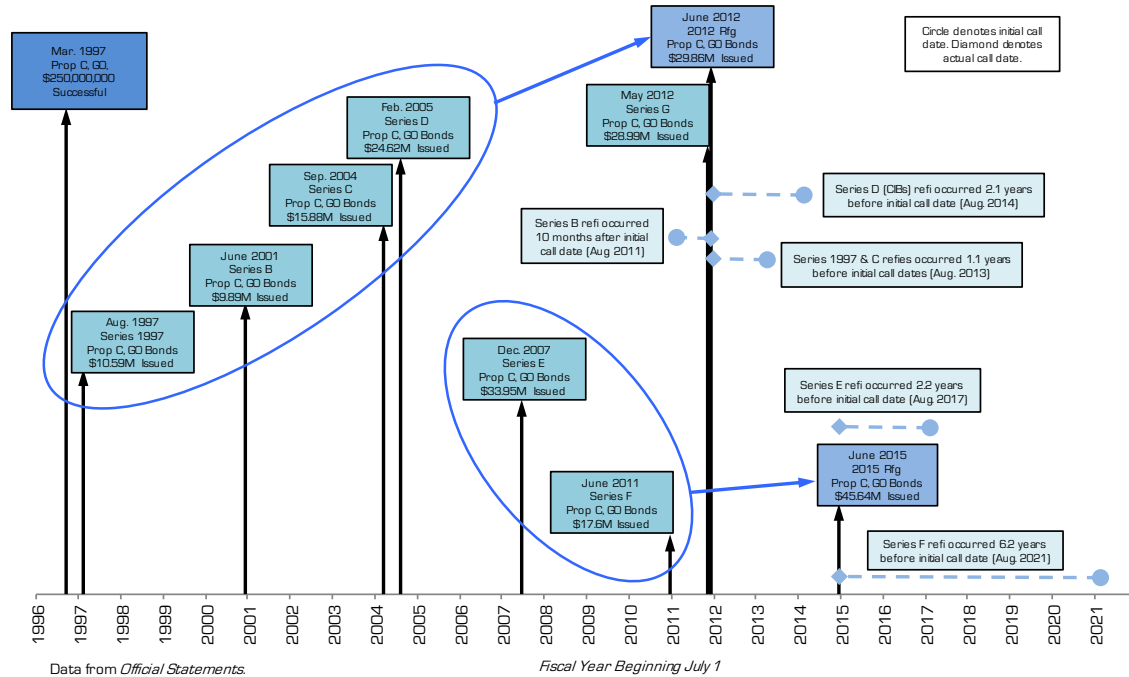 Mar. 1997
Prop C, GO,
$250,000,000
Successful
June 2012
2012 Rfg
Prop C, GO Bonds
$29.86M Issued
Circle denotes initial call
date. Diamond denotes
actual call date.
May 2012
Series G
Prop C, GO Bonds
$28.99M Issued
Feb. 2005
Series D
Prop C, GO Bonds
$24.62M Issued
Sep. 2004
Series C
Prop C, GO Bonds
$15.88M Issued
Series D (CIBs) refi occurred 2.1 years
before initial call date (Aug. 2014)
Series B refi occurred
10 months after initial
call date (Aug 2011)
Series 1997 & C refies occurred 1.1 years
before initial call dates (Aug. 2013)
June 2001
Series B
Prop C, GO Bonds
$9.89M Issued
Aug. 1997
Series 1997
Prop C, GO Bonds
$10.59M Issued
Dec. 2007
Series E
Prop C, GO Bonds
$33.95M Issued
Series E refi occurred 2.2 years
before initial call date (Aug. 2017)
June 2015
2015 Rfg
Prop C, GO Bonds
$45.64M Issued
June 2011
Series F
Prop C, GO Bonds
$17.6M Issued
Series F refi occurred 6.2 years
before initial call date (Aug. 2021)
1996
1997
1998
1999
2000
2001
2002
2003
2004
2005
2006
2007
2008
2009
2010
2011
2012
2013
2014
2015
2016
2017
2018
2019
2020
2021
Data from Official Statements.
Fiscal Year Beginning July 1